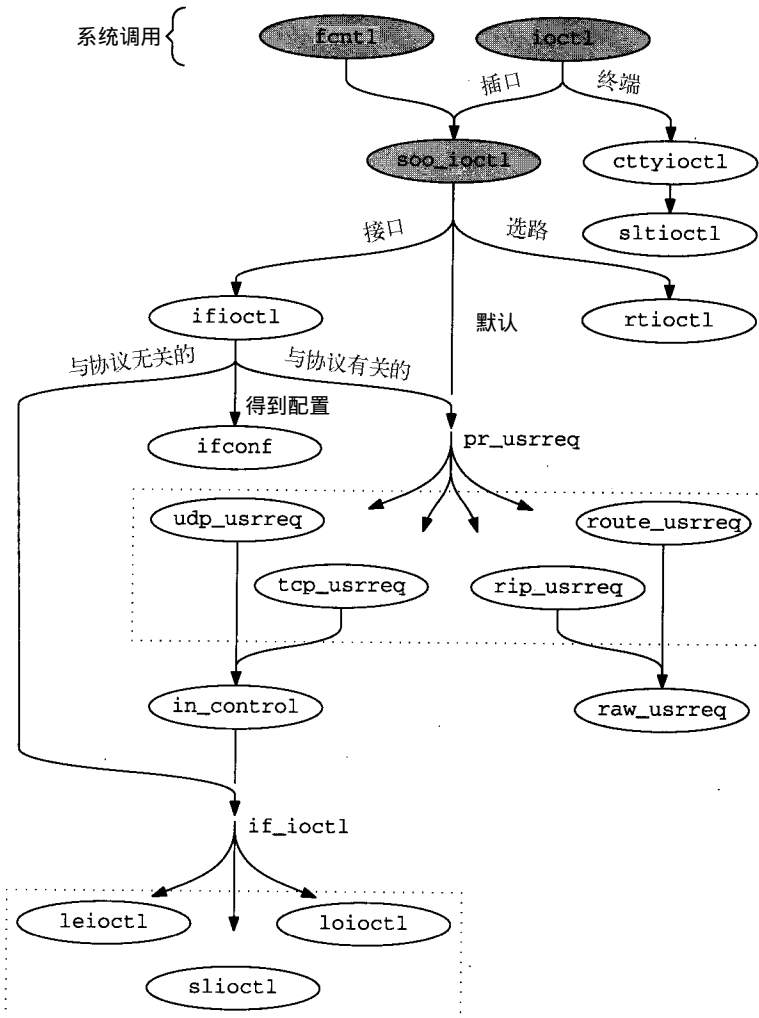 系统调用
fcntl
ioctl
插口
终端
soo_ioctl
cttyioctl
sltioctl
接口
选路
ifioctl
默认
rtioctl
与协议无关的
与协议有关的
得到配置
ifconf
pr_usrreq
udp_usrreq
route_usrreq
tcp_usrreq
rip_usrreq
in_control
raw_usrreq
if_ioctl
leioctl
loioctl
slioctl